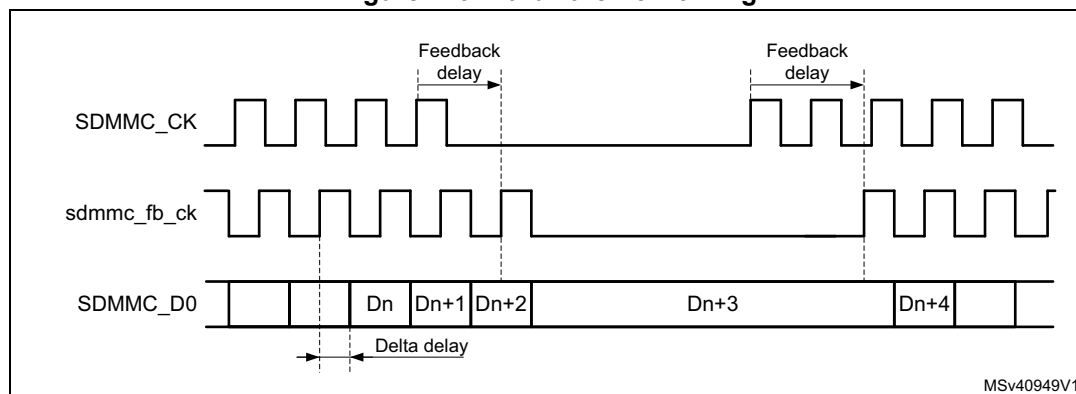 Feedback
delay
Feedback
delay
SDMMC_CK
sdmmc_fb_ck
SDMMC_D0
Dn
Dn+1
Dn+2
Dn+3
Dn+4
Delta delay
MSv40949V1